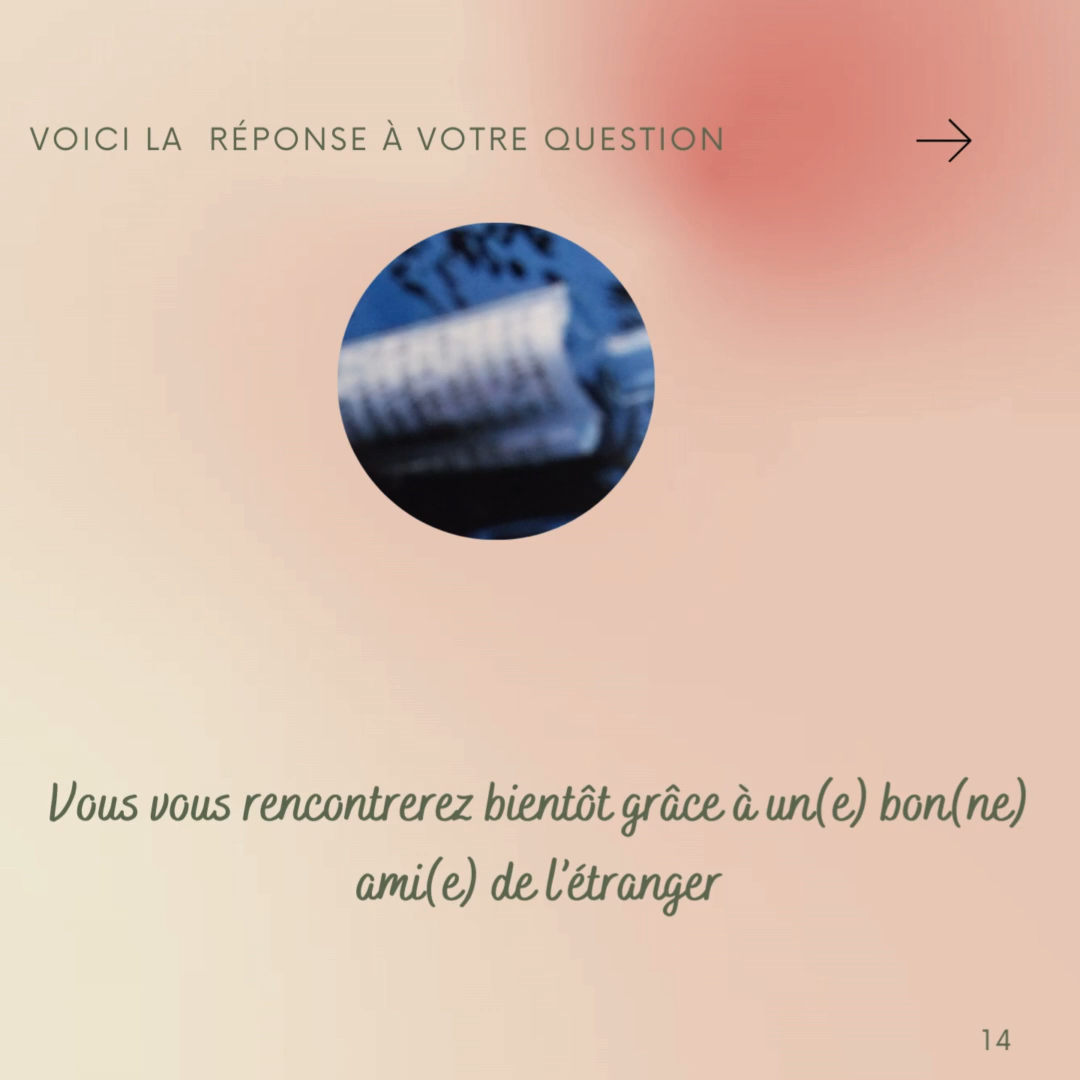 VOICI LA RÉPONSE À VOTRE QUESTION
Vous vous rencontrerez bientôt grâce à un(e) bon(ne)
ami(e) de l'étranger
14